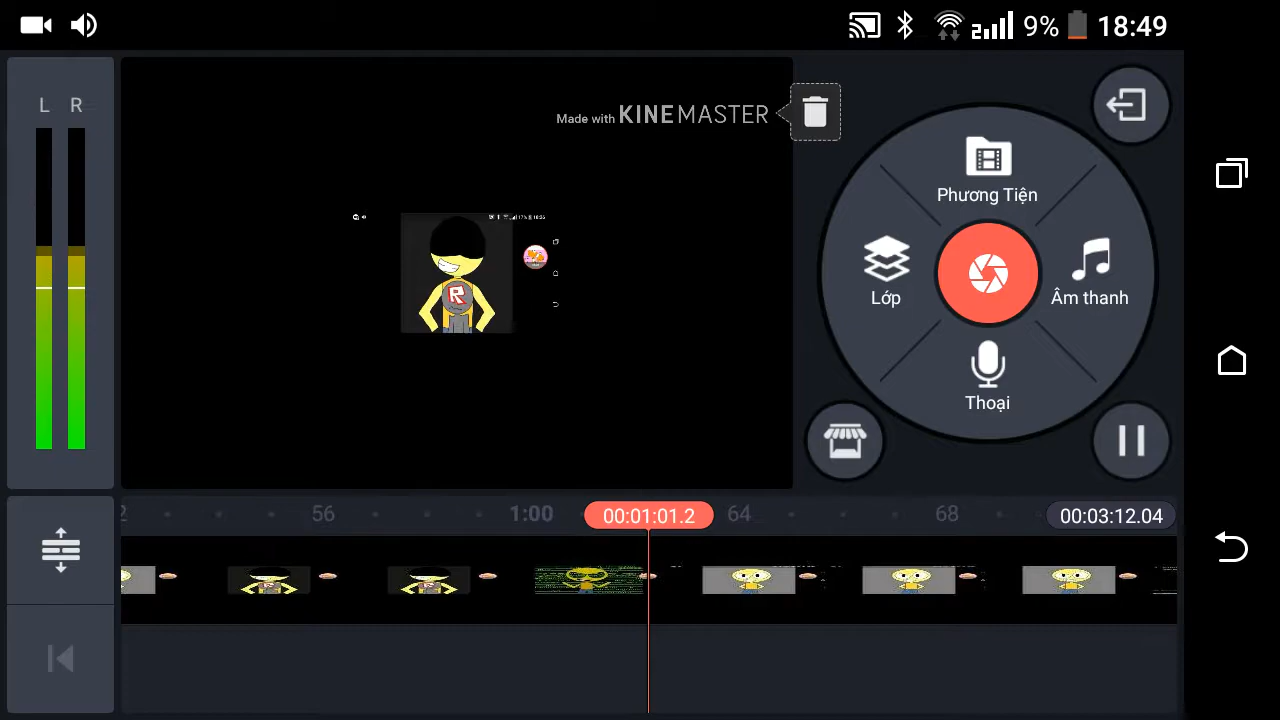 9% 18:49
L R
Made with KINEMASTER
R
Phương Tiện
Lớp
Âm thanh
Thoại
2 56 1:00 00:01:01.2 64 68 00:03:12.04